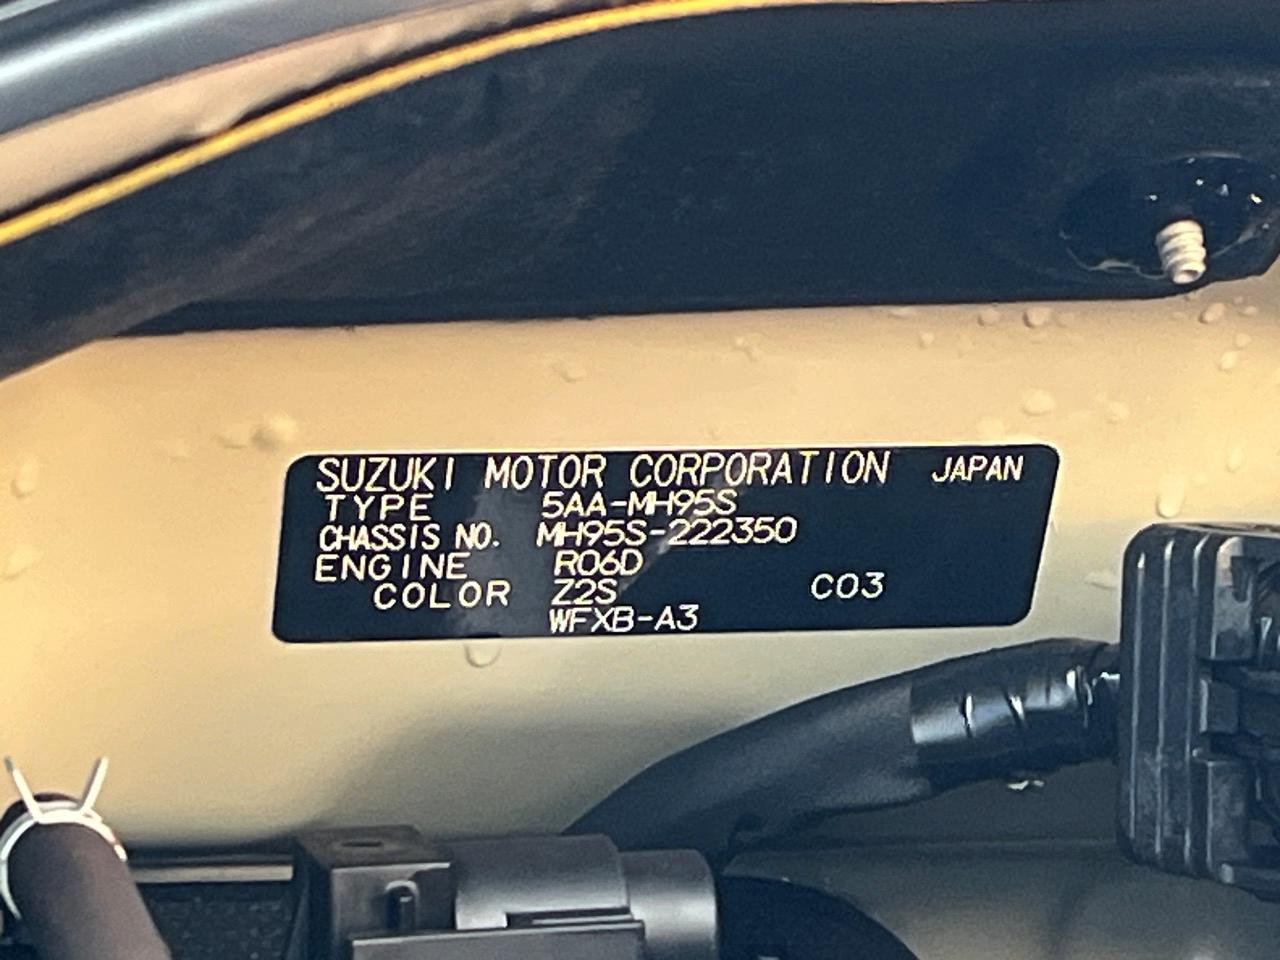 SUZUKI MOTOR CORPORATION JAPAN
TYPE 5AA-MH95S
CHASSIS NO. MH95S-222350
ENGINE R06D
COLOR Z2S C03
WFXB-A3